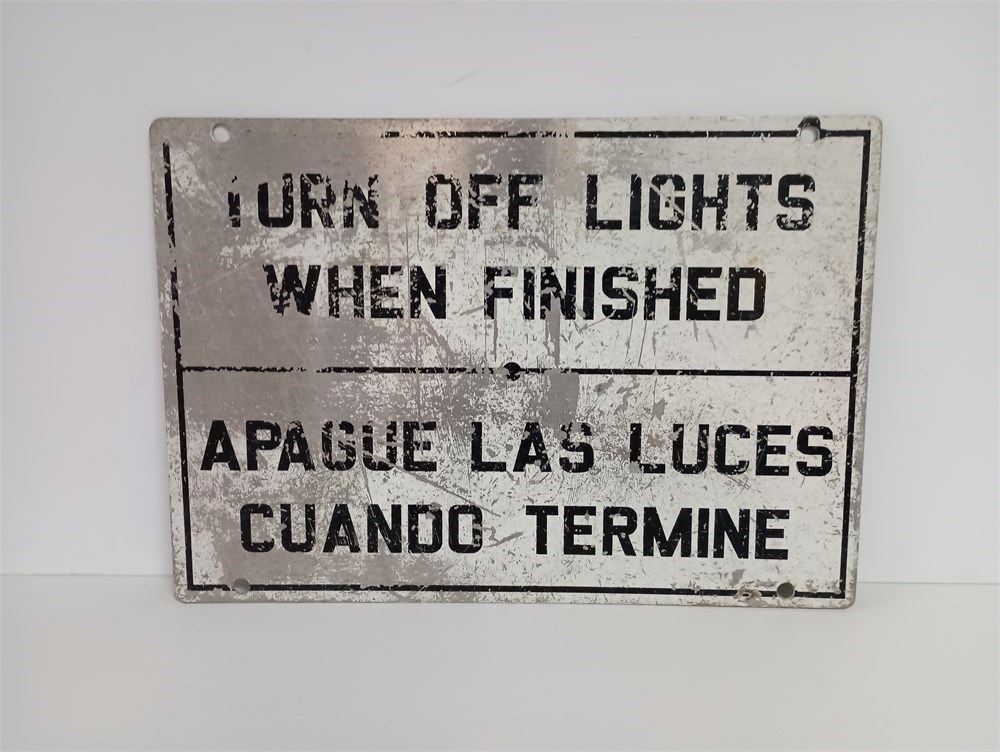 TURN OFF LIGHTS
WHEN FINISHED
APAGUE LAS LUCES
CUANDO TERMINE